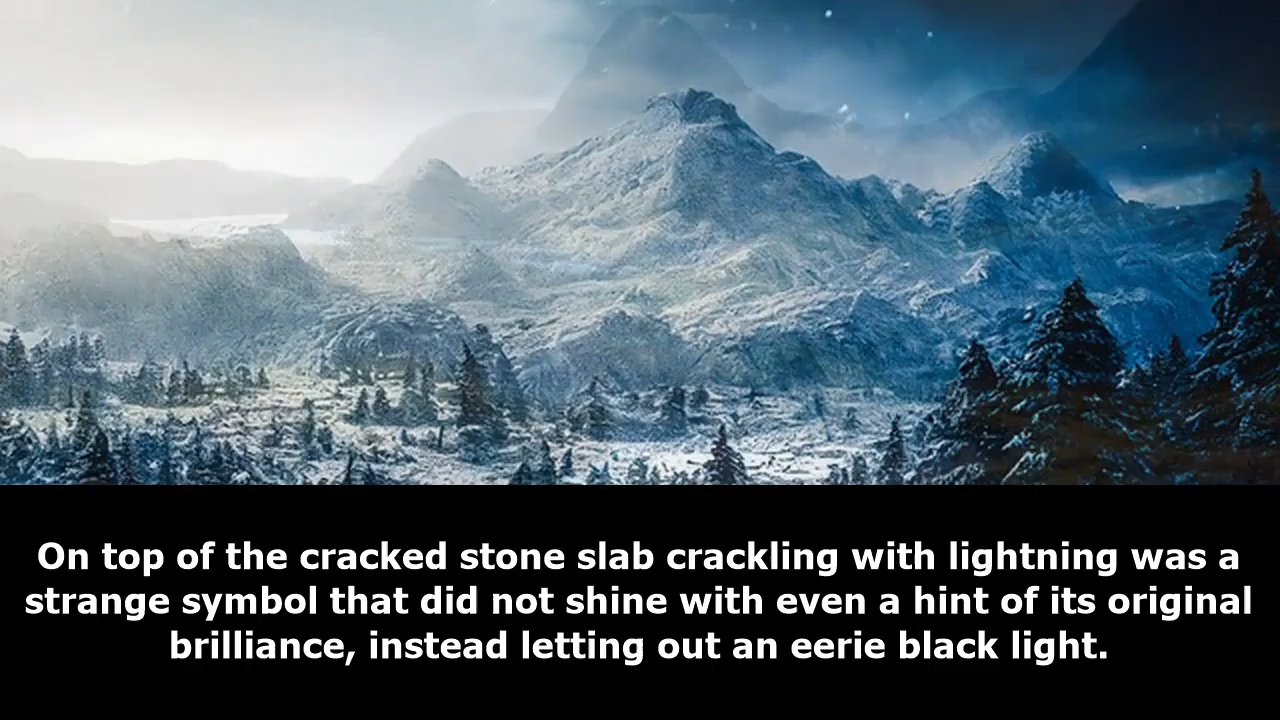 On top of the cracked stone slab crackling with lightning was a
strange symbol that did not shine with even a hint of its original
brilliance, instead letting out an eerie black light.